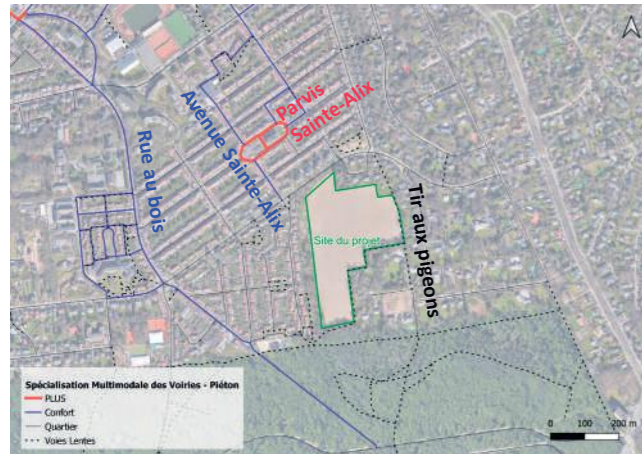 Parvis
Sainte-Alix
Avenue Sainte-Alix
Rue au bois
Site du projet
Tir aux pigeons
Spécialisation Multimodale des Voiries - Piéton
PLUS
Confort
Quartier
Voies Lentes
0 100 200 m